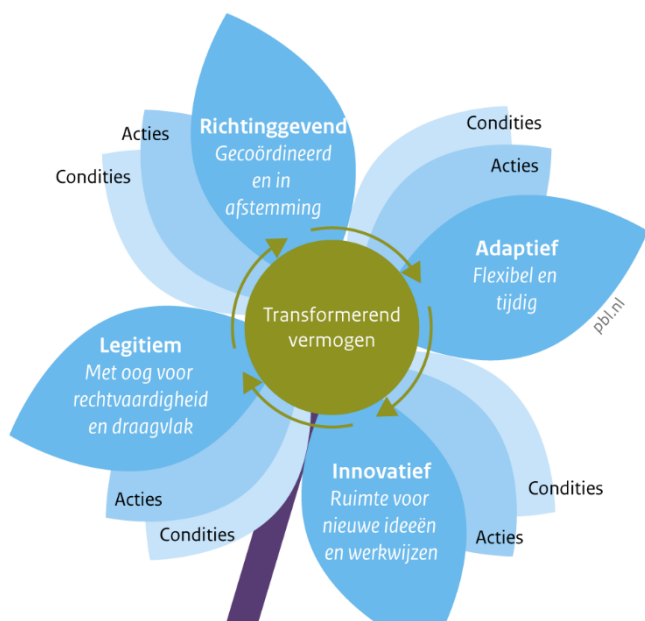 Richtinggevend
Gecoördineerd
en in
afstemming
Acties
Condities
Condities
Acties
Adaptief
Flexibel en
tijdig
pbl.nl
Transformerend
vermogen
Legitiem
Met oog voor
rechtvaardigheid
en draagvlak
Acties
Condities
Innovatief
Ruimte voor
nieuwe ideeën
en werkwijzen
Condities
Acties